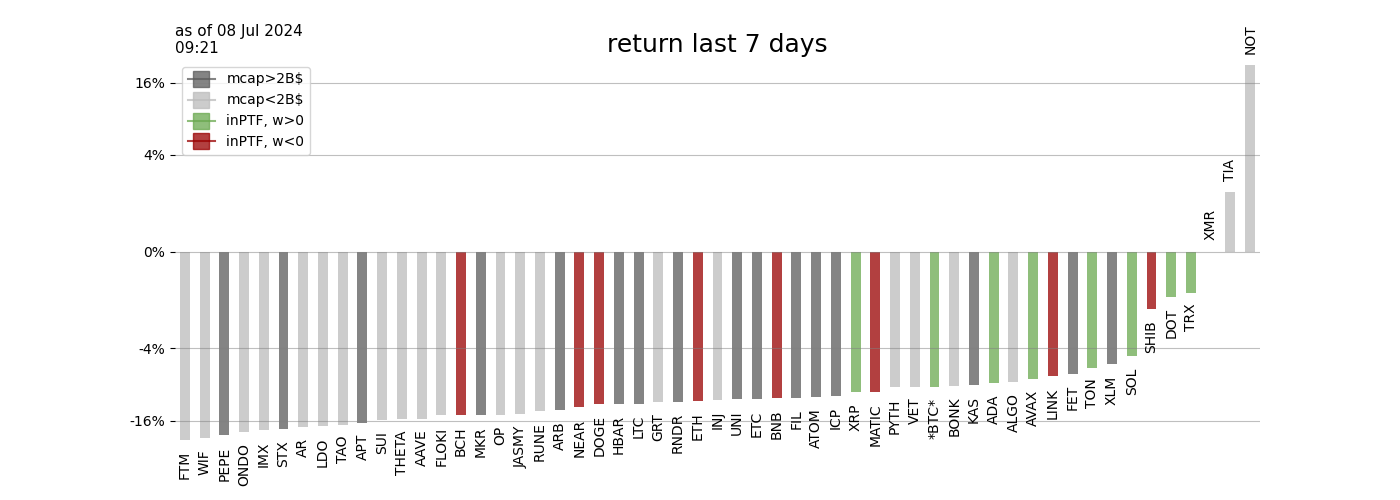 as of 08 Jul 2024
09:21
return last 7 days
mcap>2B$
mcap<2B$
inPTF, w>0
inPTF, w<0
16%
4%
0%
-4%
-16%
FTM
WIF
PEPE
ONDO
IMX
STX
AR
LDO
TAO
APT
SUI
THETA
AAVE
FLOKI
BCH
MKR
OP
JASMY
RUNE
ARB
NEAR
DOGE
HBAR
LTC
GRT
RNDR
ETH
INJ
UNI
ETC
BNB
FIL
ATOM
ICP
XRP
MATIC
PYTH
VET
*BTC*
BONK
KAS
ADA
ALGO
AVAX
LINK
FET
TON
XLM
SOL
SHIB
DOT
TRX
XMR
TIA
NOT